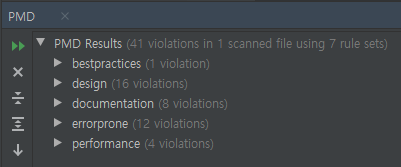 PMD
PMD Results (41 violations in 1 scanned file using 7 rule sets)
bestpractices (1 violation)
design (16 violations)
documentation (8 violations)
errorprone (12 violations)
performance (4 violations)